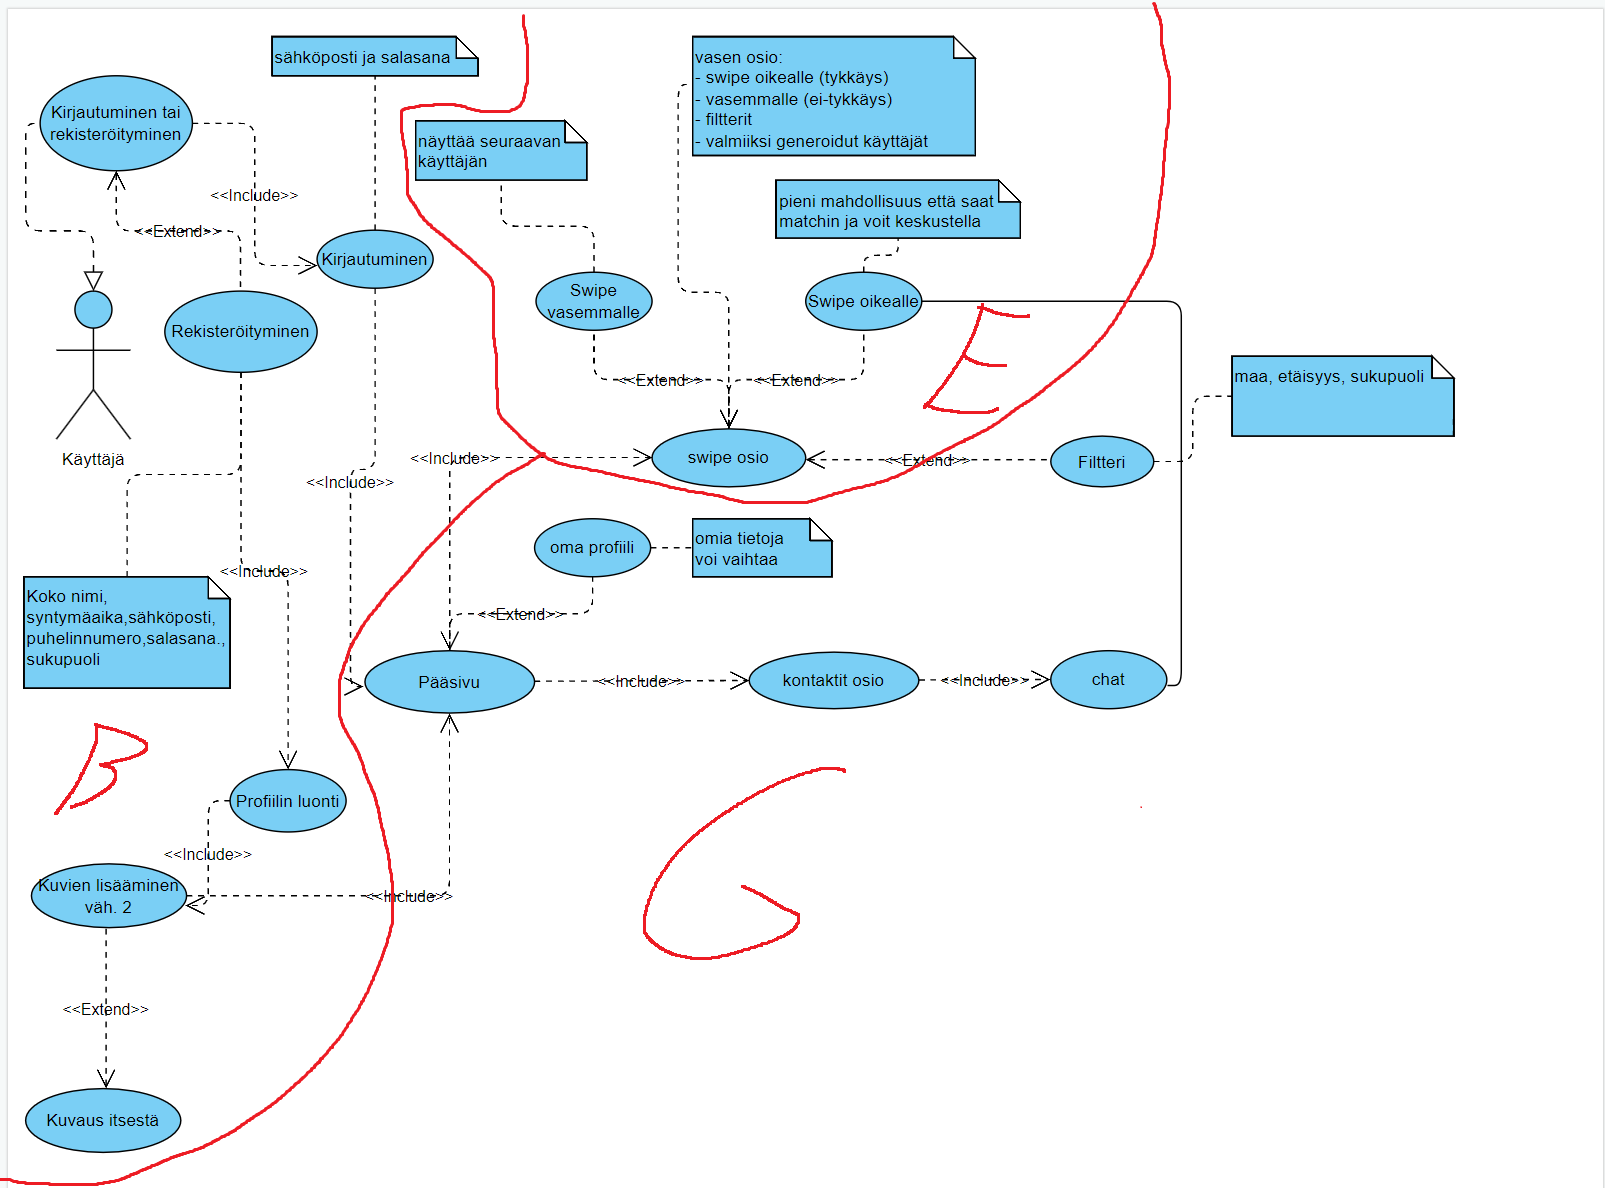 sähköposti ja salasana
vasen osio:
- swipe oikealle (tykkäys)
- vasemmalle (ei-tykkäys)
- filtterit
- valmiiksi generoidut käyttäjät
Kirjautuminen tai
rekisteröityminen
näyttää seuraavan
käyttäjän
<<Include>>
pieni mahdollisuus että saat
matchin ja voit keskustella
<<Extend>>
Kirjautuminen
Swipe
vasemmalle
Swipe oikealle
Rekisteröityminen
E
<<Extend>>
<<Extend>>
maa, etäisyys, sukupuoli
Käyttäjä
<<Include>>
swipe osio
<<Extend>>
Filtteri
<<Include>>
oma profiili
omia tietoja
voi vaihtaa
<<Include>>
Koko nimi,
syntymäaika,sähköposti,
puhelinnumero,salasana.,
sukupuoli
<<Extend>>
Pääsivu
<<Include>>
kontaktit osio
<<Include>>
chat
B
Profiilin luonti
<<Include>>
Kuvien lisääminen
väh. 2
<<Include>>
G
<<Extend>>
Kuvaus itsestä